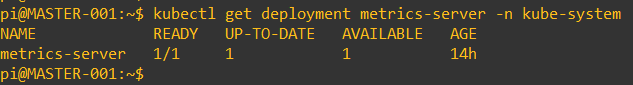 pi@MASTER-001:~$ kubectl get deployment metrics-server -n kube-system
NAME             READY   UP-TO-DATE   AVAILABLE   AGE
metrics-server   1/1     1            1           14h
pi@MASTER-001:~$